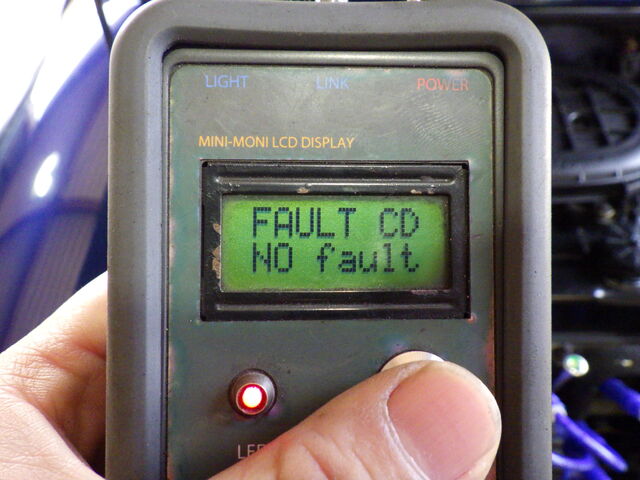 LIGHT LINK POWER
MINI-MONI LCD DISPLAY
FAULT CD
NO fault